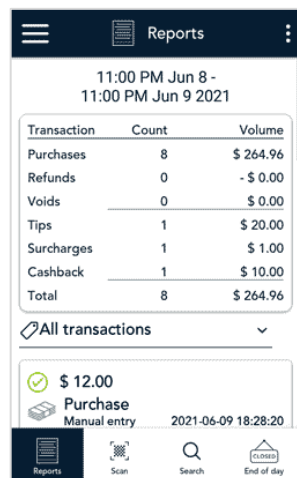 Reports
11:00 PM Jun 8 -
11:00 PM Jun 9 2021
Transaction Count Volume
Purchases 8 $ 264.96
Refunds 0 - $ 0.00
Voids 0 $ 0.00
Tips 1 $ 20.00
Surcharges 1 $ 1.00
Cashback 1 $ 10.00
Total 8 $ 264.96
All transactions
$ 12.00
Purchase
Manual entry 2021-06-09 18:28:20
CLOSED
Reports Scan Search End of day